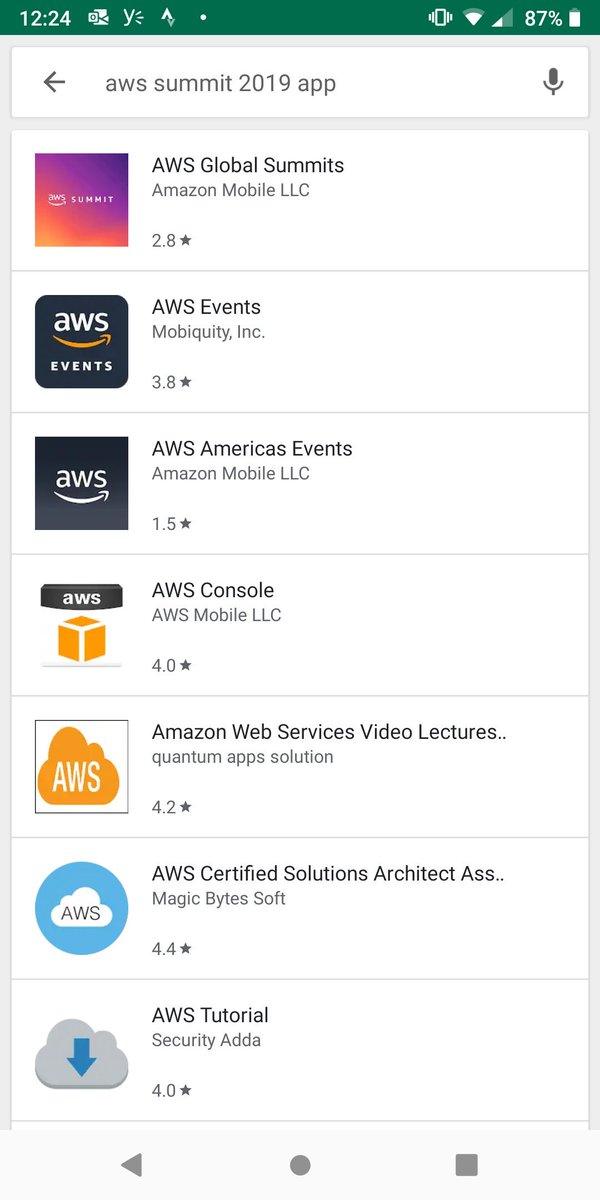 12:24
87%
aws summit 2019 app
aws SUMMIT
AWS Global Summits
Amazon Mobile LLC
2.8 ★
aws
EVENTS
AWS Events
Mobiquity, Inc.
3.8 ★
aws
AWS Americas Events
Amazon Mobile LLC
1.5 ★
aws
AWS Console
AWS Mobile LLC
4.0 ★
AWS
Amazon Web Services Video Lectures..
quantum apps solution
4.2 ★
AWS
AWS Certified Solutions Architect Ass..
Magic Bytes Soft
4.4 ★
AWS Tutorial
Security Adda
4.0 ★